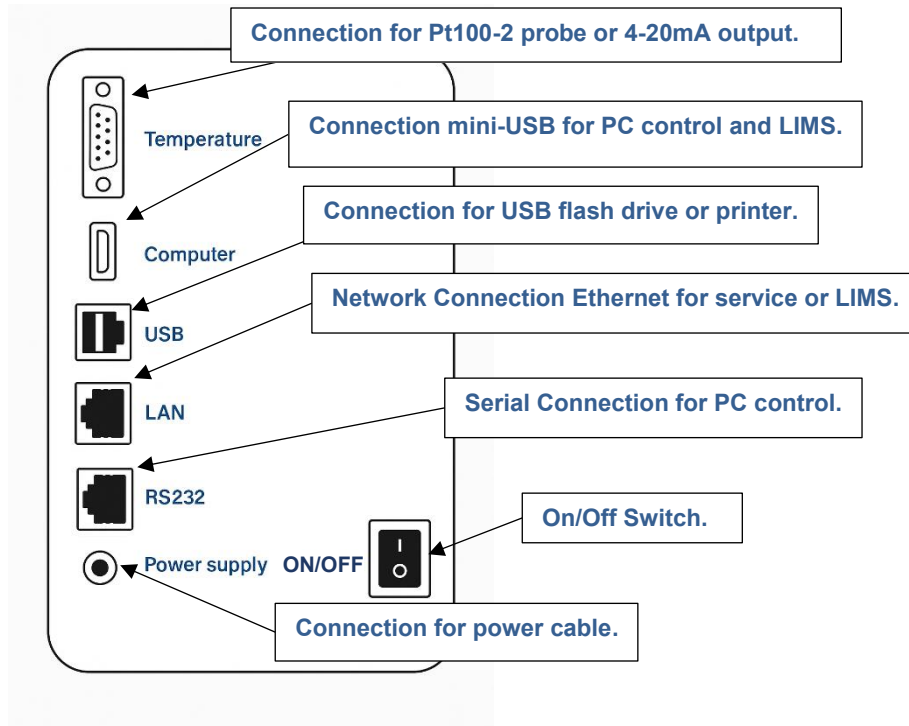 Connection for Pt100-2 probe or 4-20mA output.
Temperature
Connection mini-USB for PC control and LIMS.
Connection for USB flash drive or printer.
Computer
Network Connection Ethernet for service or LIMS.
USB
LAN
Serial Connection for PC control.
RS232
On/Off Switch.
Power supply ON/OFF
I
O
Connection for power cable.